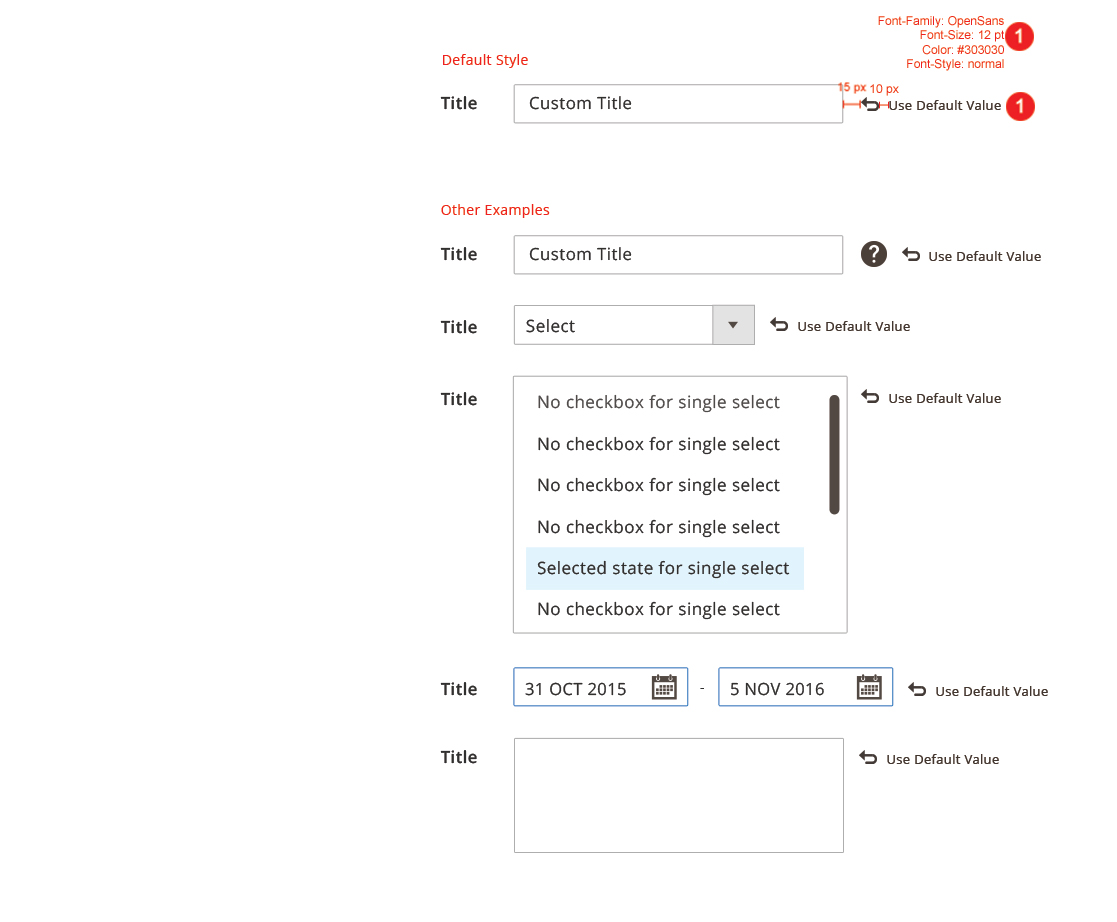 Font-Family: OpenSans
Font-Size: 12 pt
Color: #303030
Font-Style: normal
1
Default Style
15 px 10 px
Title Custom Title Use Default Value 1
Other Examples
Title Custom Title ? Use Default Value
Title Select Use Default Value
Title No checkbox for single select Use Default Value
No checkbox for single select
No checkbox for single select
No checkbox for single select
Selected state for single select
No checkbox for single select
Title 31 OCT 2015 - 5 NOV 2016 Use Default Value
Title Use Default Value